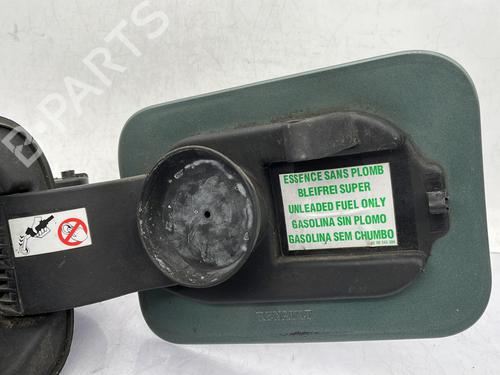 B-PARTS
ESSENCE SANS PLOMB
BLEIFREI SUPER
UNLEADED FUEL ONLY
GASOLINA SIN PLOMO
GASOLINA SEM CHUMBO
RENAULT